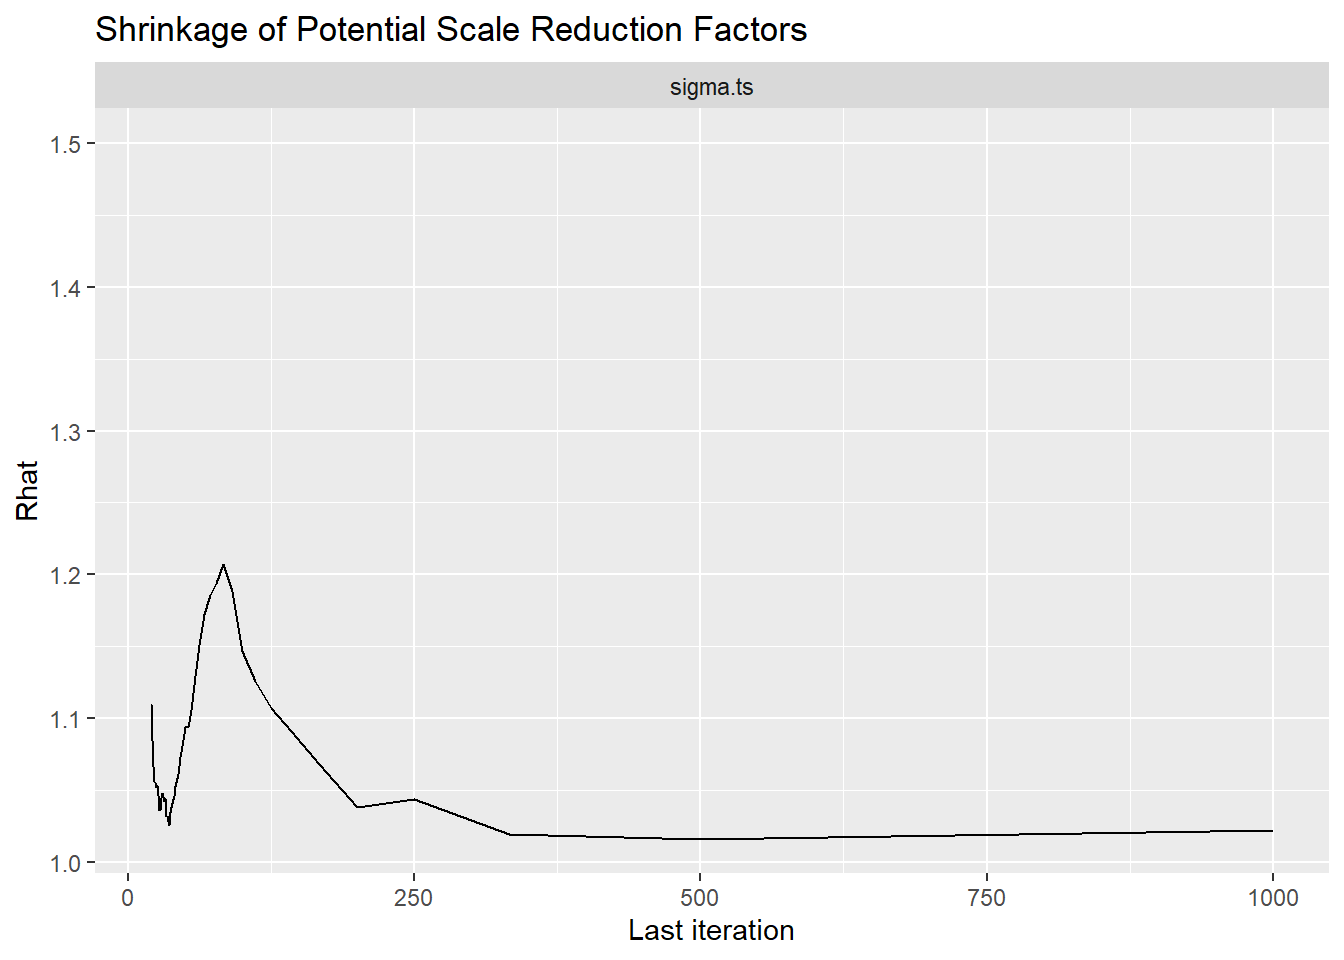 Shrinkage of Potential Scale Reduction Factors
sigma.ts
1.5
1.4
1.3
1.2
1.1
1.0
Rhat
0 250 500 750 1000
Last iteration